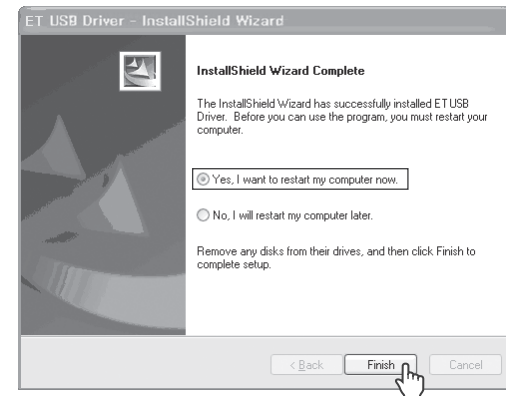 ET USB Driver - InstallShield Wizard
InstallShield Wizard Complete
The InstallShield Wizard has successfully installed ET USB
Driver. Before you can use the program, you must restart your
computer.
Yes, I want to restart my computer now.
No, I will restart my computer later.
Remove any disks from their drives, and then click Finish to
complete setup.
< Back
Finish
Cancel